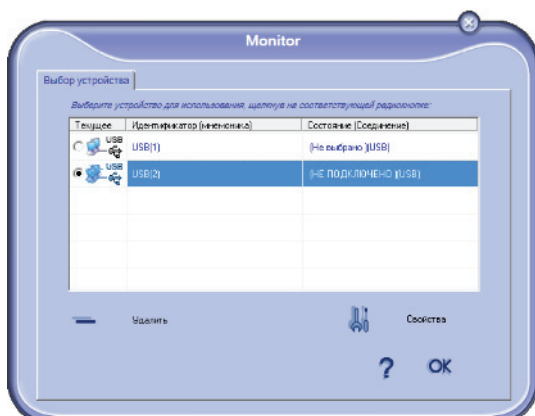 Monitor
Выбор устройства
Выберите устройство для использования, щелкнув на соответствующей радиокнопке:
Текущее Идентификатор (мнемоника) Состояние (Соединение)
USB USB(1) (Не выбрано )(USB)
USB USB(2) (НЕ ПОДКЛЮЧЕНО )(USB)
Удалить Свойства
? OK